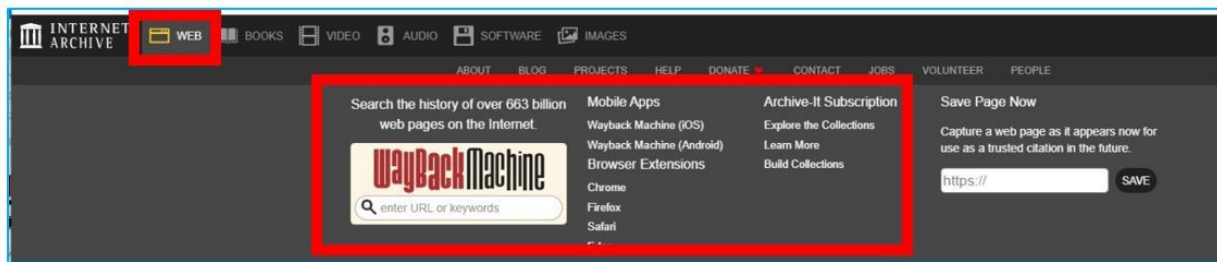 INTERNET
ARCHIVE
WEB
BOOKS
VIDEO
AUDIO
SOFTWARE
IMAGES
ABOUT BLOG PROJECTS HELP DONATE CONTACT JOBS VOLUNTEER PEOPLE
Search the history of over 663 billion
web pages on the Internet.
WayBackMachine
enter URL or keywords
Mobile Apps
Wayback Machine (iOS)
Wayback Machine (Android)
Browser Extensions
Chrome
Firefox
Safari
Archive-It Subscription
Explore the Collections
Learn More
Build Collections
Save Page Now
Capture a web page as it appears now for
use as a trusted citation in the future.
https://
SAVE